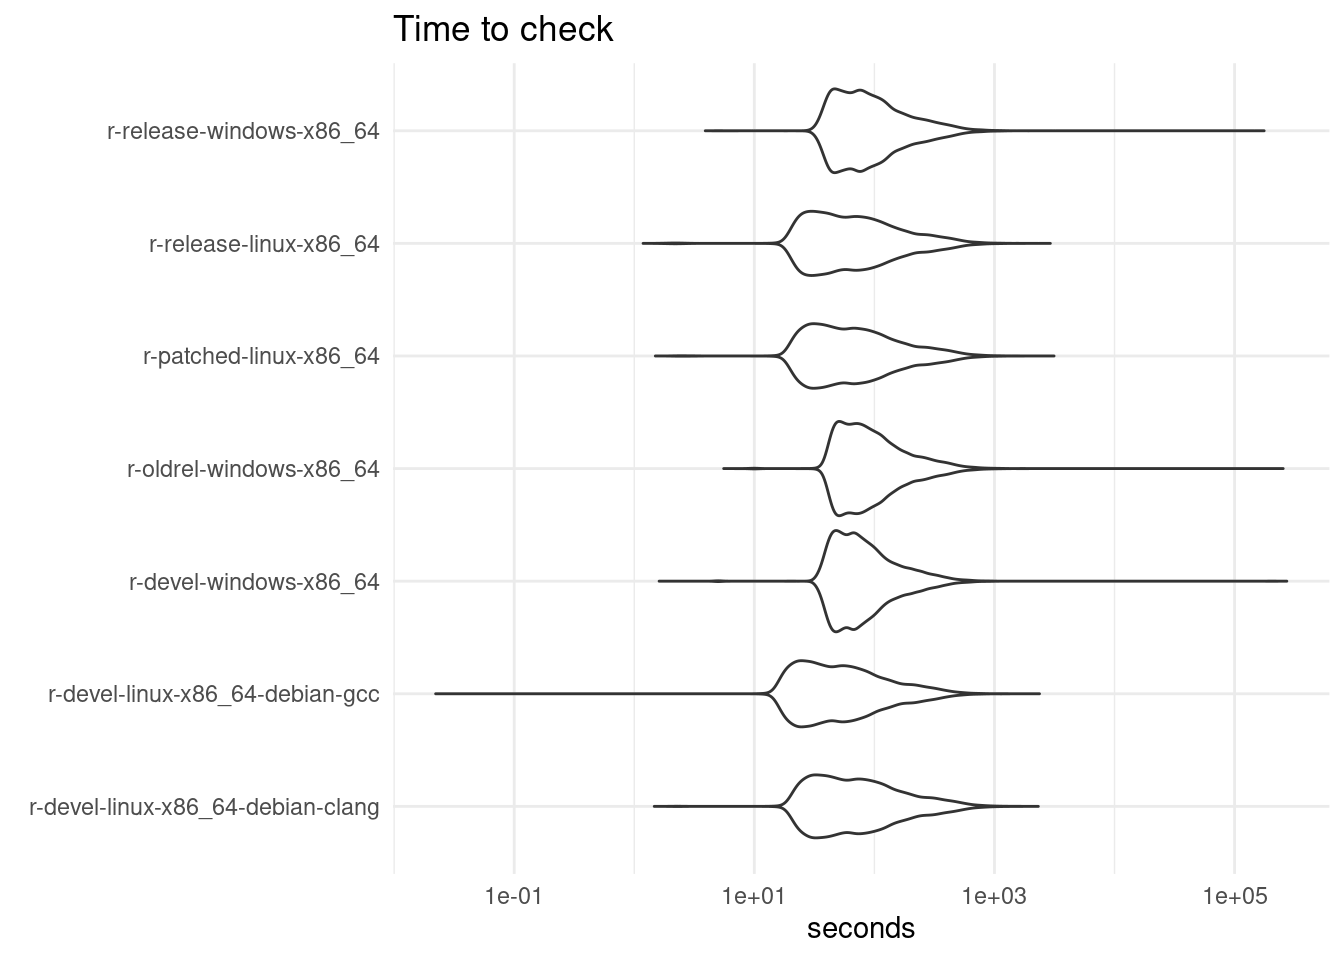 Time to check
r-release-windows-x86_64
r-release-linux-x86_64
r-patched-linux-x86_64
r-oldrel-windows-x86_64
r-devel-windows-x86_64
r-devel-linux-x86_64-debian-gcc
r-devel-linux-x86_64-debian-clang
1e-01 1e+01 1e+03 1e+05
seconds